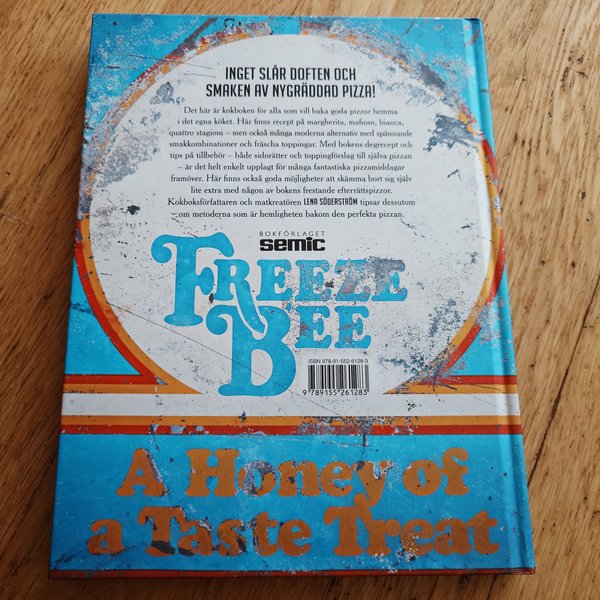 INGET SLÅR DOFTEN OCH
SMAKEN AV NYGRÄDDAD PIZZA!
Det här är kokboken för alla som vill baka goda pizzor hemma
i det egna köket. Här finns recept på margherita, mafioso, bianca,
quattro stagioni – men också många moderna alternativ med spännande
smakkombinationer och fräscha toppingar. Med bokens degrecept och
tips på tillbehör – både sidorätter och toppingförslag till själva pizzan
– är det helt enkelt upplagt för många fantastiska pizzamiddagar
framöver. Här finns också goda möjligheter att skämma bort sig själv
lite extra med någon av bokens frestande efterrättspizzor.
Kokboksförfattaren och matkreatören LENA SÖDERSTRÖM tipsar dessutom
om metoderna som är hemligheten bakom den perfekta pizzan.
BOKFÖRLAGET
semic
FREEZE
BEE
ISBN 978-91-552-6128-3
9 789155 261283
A Honey of
a Taste Treat